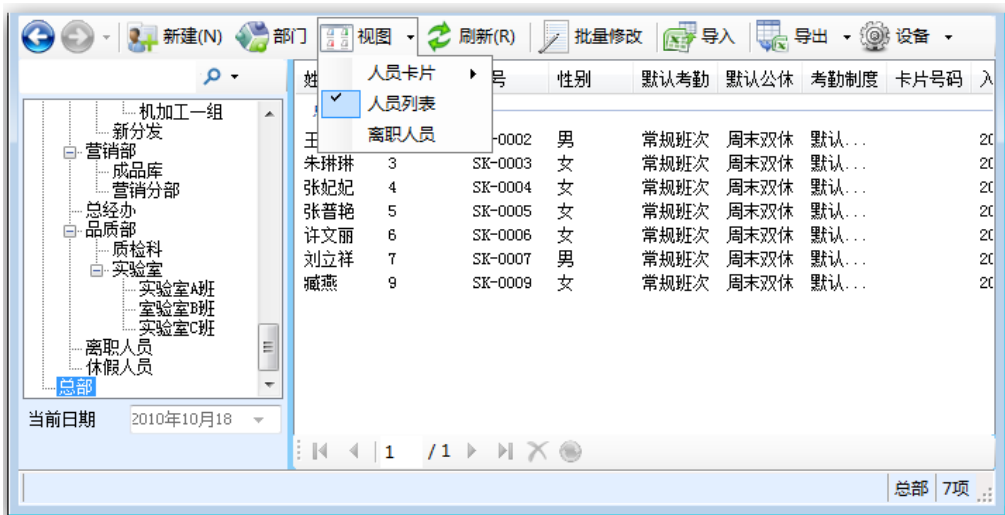 新建(N) 部门 视图 刷新(R) 批量修改 导入 导出 设备
人员卡片
人员列表
离职人员
姓 号 性别 默认考勤 默认公休 考勤制度 卡片号码 入
王 -0002 男 常规班次 周末双休 默认... 20
朱琳琳 3 SK-0003 女 常规班次 周末双休 默认... 20
张妃妃 4 SK-0004 女 常规班次 周末双休 默认... 20
张普艳 5 SK-0005 女 常规班次 周末双休 默认... 20
许文丽 6 SK-0006 女 常规班次 周末双休 默认... 20
刘立祥 7 SK-0007 男 常规班次 周末双休 默认... 20
臧燕 9 SK-0009 女 常规班次 周末双休 默认... 20
机加工一组
新分发
营销部
成品库
营销分部
总经办
品质部
质检科
实验室
实验室A班
室验室B班
实验室C班
离职人员
休假人员
总部
当前日期 2010年10月18
1 /1
总部 7项